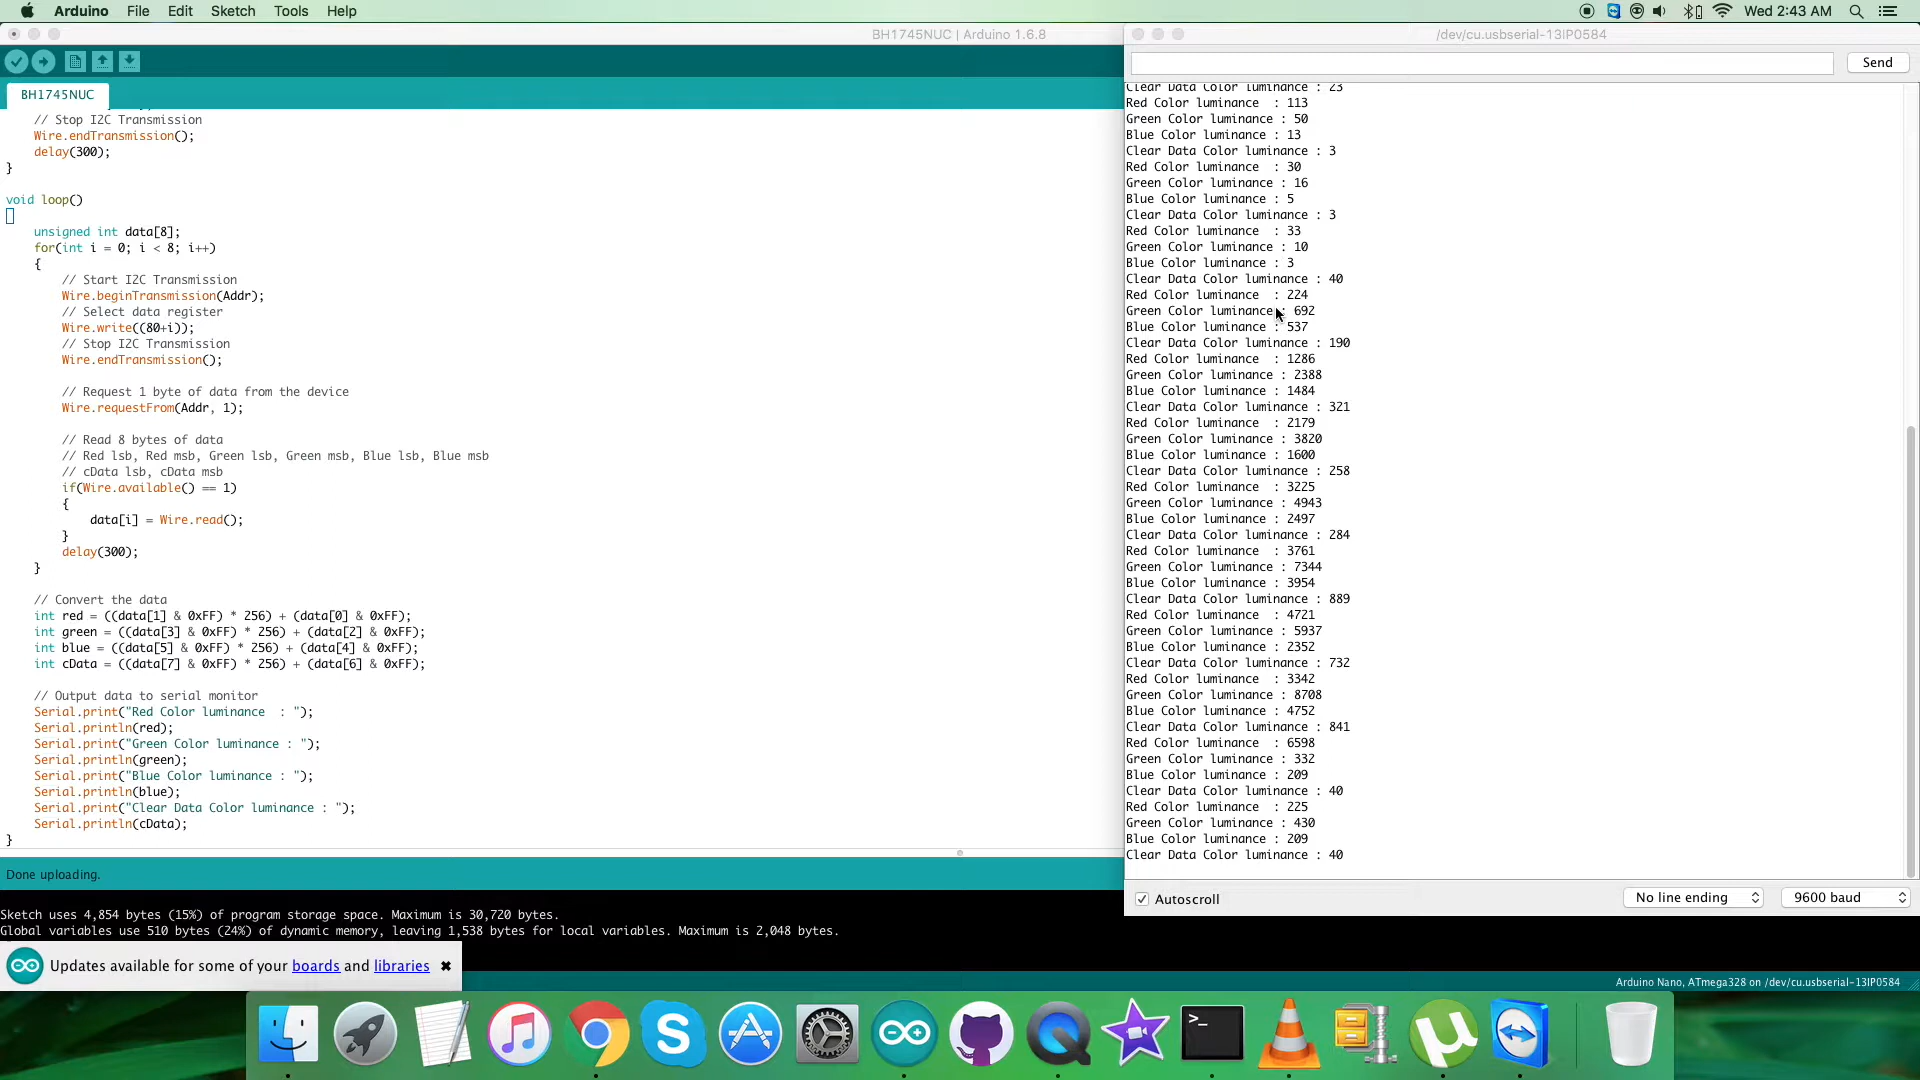 Arduino File Edit Sketch Tools Help
Wed 2:43 AM
BH1745NUC | Arduino 1.6.8
BH1745NUC
// Stop I2C Transmission
Wire.endTransmission();
delay(300);
}
void loop()
unsigned int data[8];
for(int i = 0; i < 8; i++)
{
// Start I2C Transmission
Wire.beginTransmission(Addr);
// Select data register
Wire.write((80+i));
// Stop I2C Transmission
Wire.endTransmission();
// Request 1 byte of data from the device
Wire.requestFrom(Addr, 1);
// Read 8 bytes of data
// Red lsb, Red msb, Green lsb, Green msb, Blue lsb, Blue msb
// cData lsb, cData msb
if(Wire.available() == 1)
{
data[i] = Wire.read();
}
delay(300);
}
// Convert the data
int red = ((data[1] & 0xFF) * 256) + (data[0] & 0xFF);
int green = ((data[3] & 0xFF) * 256) + (data[2] & 0xFF);
int blue = ((data[5] & 0xFF) * 256) + (data[4] & 0xFF);
int cData = ((data[7] & 0xFF) * 256) + (data[6] & 0xFF);
// Output data to serial monitor
Serial.print("Red Color luminance  : ");
Serial.println(red);
Serial.print("Green Color luminance : ");
Serial.println(green);
Serial.print("Blue Color luminance : ");
Serial.println(blue);
Serial.print("Clear Data Color luminance : ");
Serial.println(cData);
}
Done uploading.
Sketch uses 4,854 bytes (15%) of program storage space. Maximum is 30,720 bytes.
Global variables use 510 bytes (24%) of dynamic memory, leaving 1,538 bytes for local variables. Maximum is 2,048 bytes.
Updates available for some of your boards and libraries
Arduino Nano, ATmega328 on /dev/cu.usbserial-13IP0584
/dev/cu.usbserial-13IP0584
Send
Clear Data Color luminance : 23
Red Color luminance  : 113
Green Color luminance : 50
Blue Color luminance : 13
Clear Data Color luminance : 3
Red Color luminance  : 30
Green Color luminance : 16
Blue Color luminance : 5
Clear Data Color luminance : 3
Red Color luminance  : 33
Green Color luminance : 10
Blue Color luminance : 3
Clear Data Color luminance : 40
Red Color luminance  : 224
Green Color luminance : 692
Blue Color luminance : 537
Clear Data Color luminance : 190
Red Color luminance  : 1286
Green Color luminance : 2388
Blue Color luminance : 1484
Clear Data Color luminance : 321
Red Color luminance  : 2179
Green Color luminance : 3820
Blue Color luminance : 1600
Clear Data Color luminance : 258
Red Color luminance  : 3225
Green Color luminance : 4943
Blue Color luminance : 2497
Clear Data Color luminance : 284
Red Color luminance  : 3761
Green Color luminance : 7344
Blue Color luminance : 3954
Clear Data Color luminance : 889
Red Color luminance  : 4721
Green Color luminance : 5937
Blue Color luminance : 2352
Clear Data Color luminance : 732
Red Color luminance  : 3342
Green Color luminance : 8708
Blue Color luminance : 4752
Clear Data Color luminance : 841
Red Color luminance  : 6598
Green Color luminance : 332
Blue Color luminance : 209
Clear Data Color luminance : 40
Red Color luminance  : 225
Green Color luminance : 430
Blue Color luminance : 209
Clear Data Color luminance : 40
Autoscroll
No line ending
9600 baud